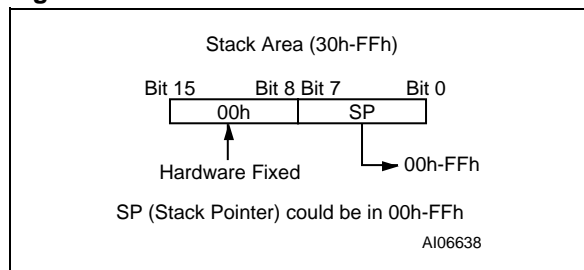 Stack Area (30h-FFh)
Bit 15 Bit 8 Bit 7 Bit 0
00h SP
Hardware Fixed 00h-FFh
SP (Stack Pointer) could be in 00h-FFh
AI06638